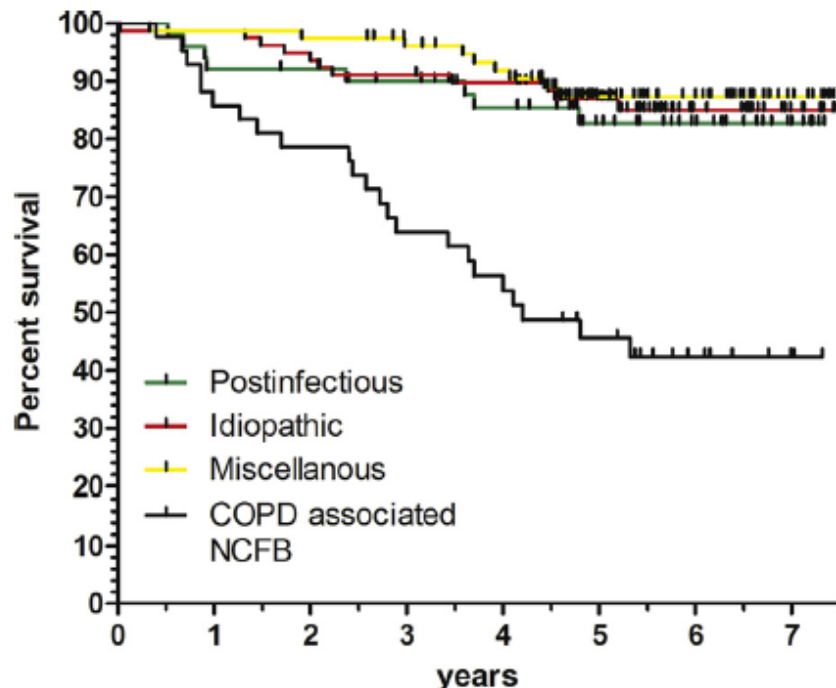 Percent survival
100
90
80
70
60
50
40
30
20
10
0
Postinfectious
Idiopathic
Miscellanous
COPD associated
NCFB
0 1 2 3 4 5 6 7
years